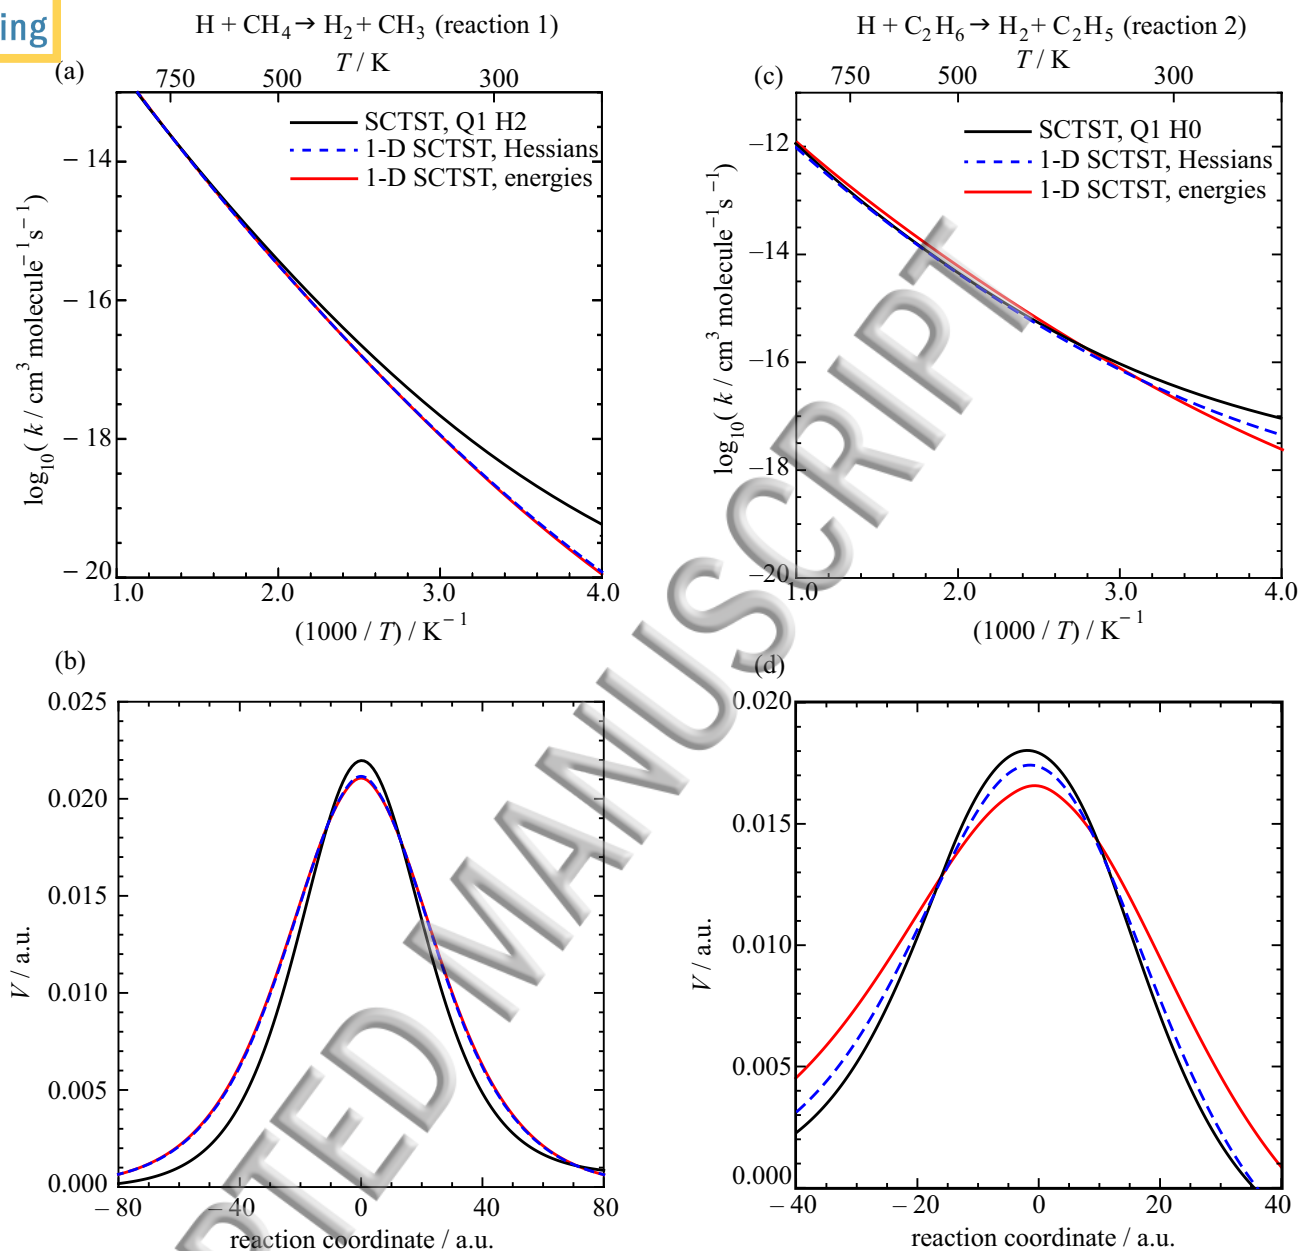 ing
H + CH4 → H2 + CH3 (reaction 1)
T / K
(a)
750 500 300
SCTST, Q1 H2
1-D SCTST, Hessians
1-D SCTST, energies
−14
−16
−18
−20
log10( k / cm3 molecule−1 s−1)
1.0 2.0 3.0 4.0
(1000 / T) / K−1
H + C2H6 → H2 + C2H5 (reaction 2)
T / K
(c)
750 500 300
SCTST, Q1 H0
1-D SCTST, Hessians
1-D SCTST, energies
−12
−14
−16
−18
−20
log10( k / cm3 molecule−1 s−1)
1.0 2.0 3.0 4.0
(1000 / T) / K−1
(b)
0.025
0.020
0.015
0.010
0.005
0.000
V / a.u.
−80 −40 0 40 80
reaction coordinate / a.u.
(d)
0.020
0.015
0.010
0.005
0.000
V / a.u.
−40 −20 0 20 40
reaction coordinate / a.u.
PTED MANUSCRIPT